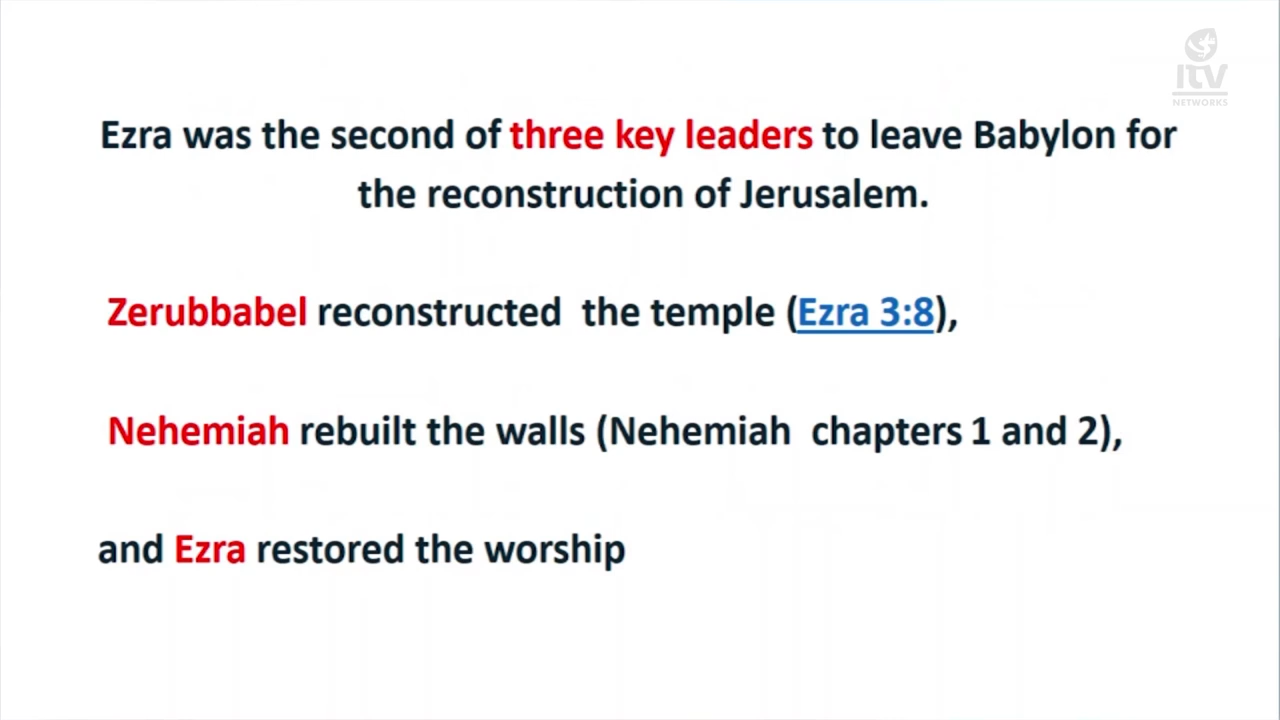 ITV
NETWORKS
Ezra was the second of three key leaders to leave Babylon for
the reconstruction of Jerusalem.
Zerubbabel reconstructed  the temple (Ezra 3:8),
Nehemiah rebuilt the walls (Nehemiah  chapters 1 and 2),
and Ezra restored the worship